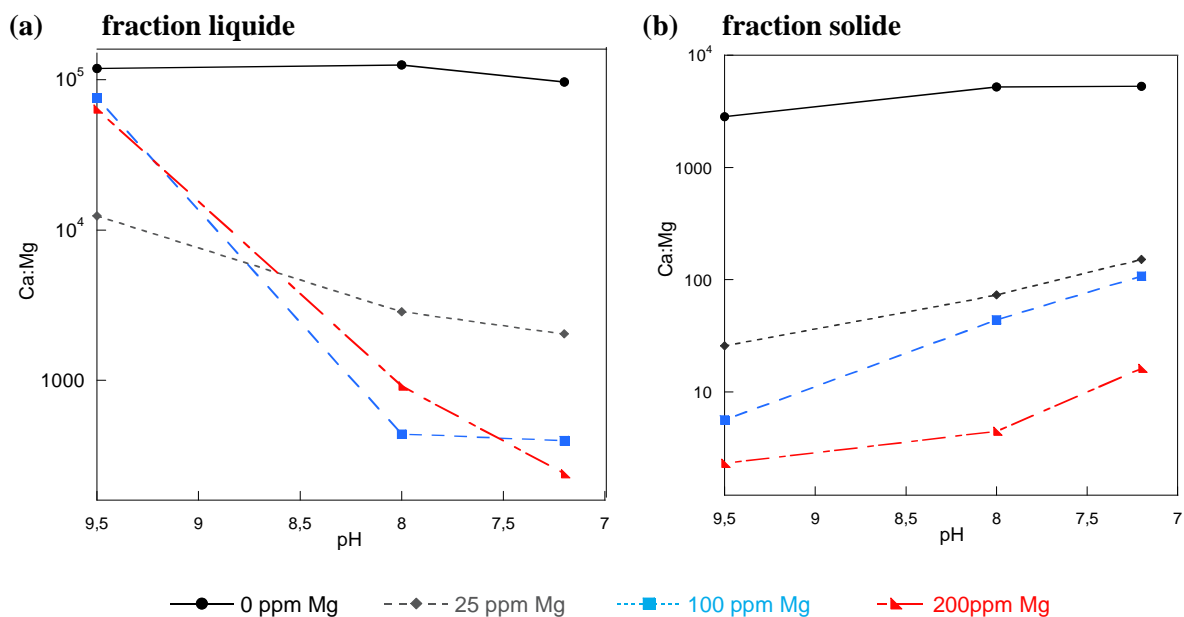 (a) fraction liquide
10^5
10^4
1000
Ca:Mg
9,5 9 8,5 8 7,5 7
pH
(b) fraction solide
10^4
1000
100
10
Ca:Mg
9,5 9 8,5 8 7,5 7
pH
0 ppm Mg 25 ppm Mg 100 ppm Mg 200ppm Mg